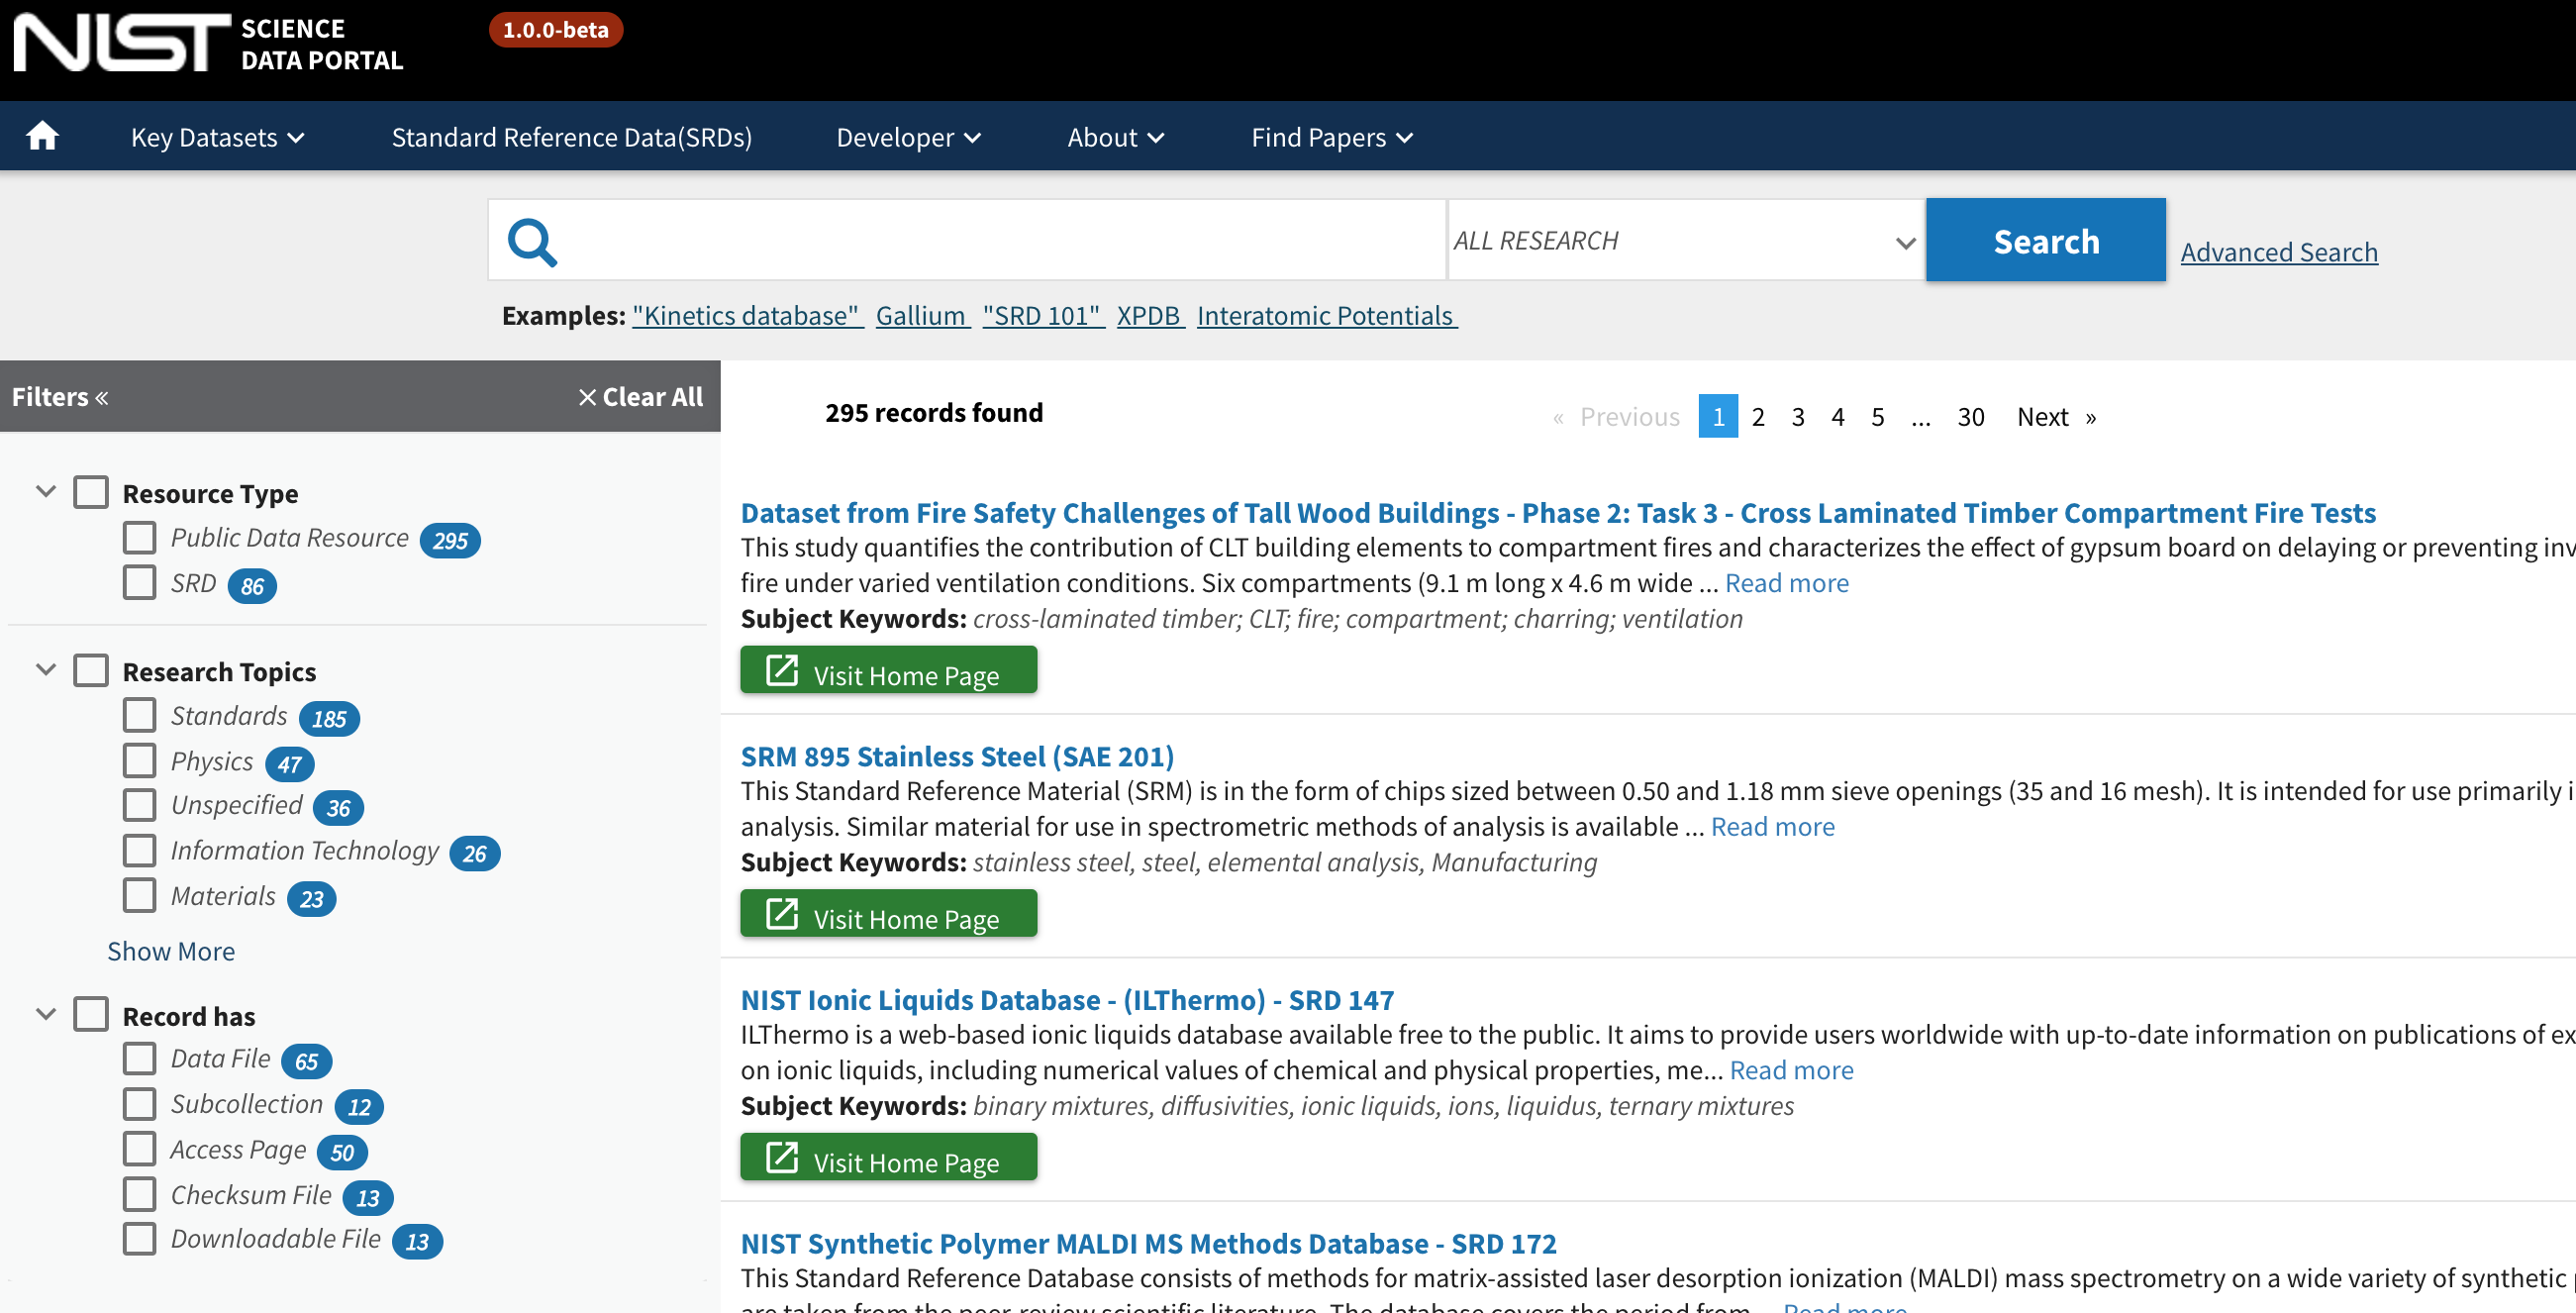 NIST SCIENCE
DATA PORTAL
1.0.0-beta
Key Datasets
Standard Reference Data(SRDs)
Developer
About
Find Papers
ALL RESEARCH
Search
Advanced Search
Examples: "Kinetics database" Gallium "SRD 101" XPDB Interatomic Potentials
Filters «
× Clear All
Resource Type
Public Data Resource 295
SRD 86
Research Topics
Standards 185
Physics 47
Unspecified 36
Information Technology 26
Materials 23
Show More
Record has
Data File 65
Subcollection 12
Access Page 50
Checksum File 13
Downloadable File 13
295 records found
« Previous 1 2 3 4 5 ... 30 Next »
Dataset from Fire Safety Challenges of Tall Wood Buildings - Phase 2: Task 3 - Cross Laminated Timber Compartment Fire Tests
This study quantifies the contribution of CLT building elements to compartment fires and characterizes the effect of gypsum board on delaying or preventing inv
fire under varied ventilation conditions. Six compartments (9.1 m long x 4.6 m wide ... Read more
Subject Keywords: cross-laminated timber; CLT; fire; compartment; charring; ventilation
Visit Home Page
SRM 895 Stainless Steel (SAE 201)
This Standard Reference Material (SRM) is in the form of chips sized between 0.50 and 1.18 mm sieve openings (35 and 16 mesh). It is intended for use primarily i
analysis. Similar material for use in spectrometric methods of analysis is available ... Read more
Subject Keywords: stainless steel, steel, elemental analysis, Manufacturing
Visit Home Page
NIST Ionic Liquids Database - (ILThermo) - SRD 147
ILThermo is a web-based ionic liquids database available free to the public. It aims to provide users worldwide with up-to-date information on publications of ex
on ionic liquids, including numerical values of chemical and physical properties, me... Read more
Subject Keywords: binary mixtures, diffusivities, ionic liquids, ions, liquidus, ternary mixtures
Visit Home Page
NIST Synthetic Polymer MALDI MS Methods Database - SRD 172
This Standard Reference Database consists of methods for matrix-assisted laser desorption ionization (MALDI) mass spectrometry on a wide variety of synthetic
are taken from the peer-review scientific literature. The database covers the period from ... Read more